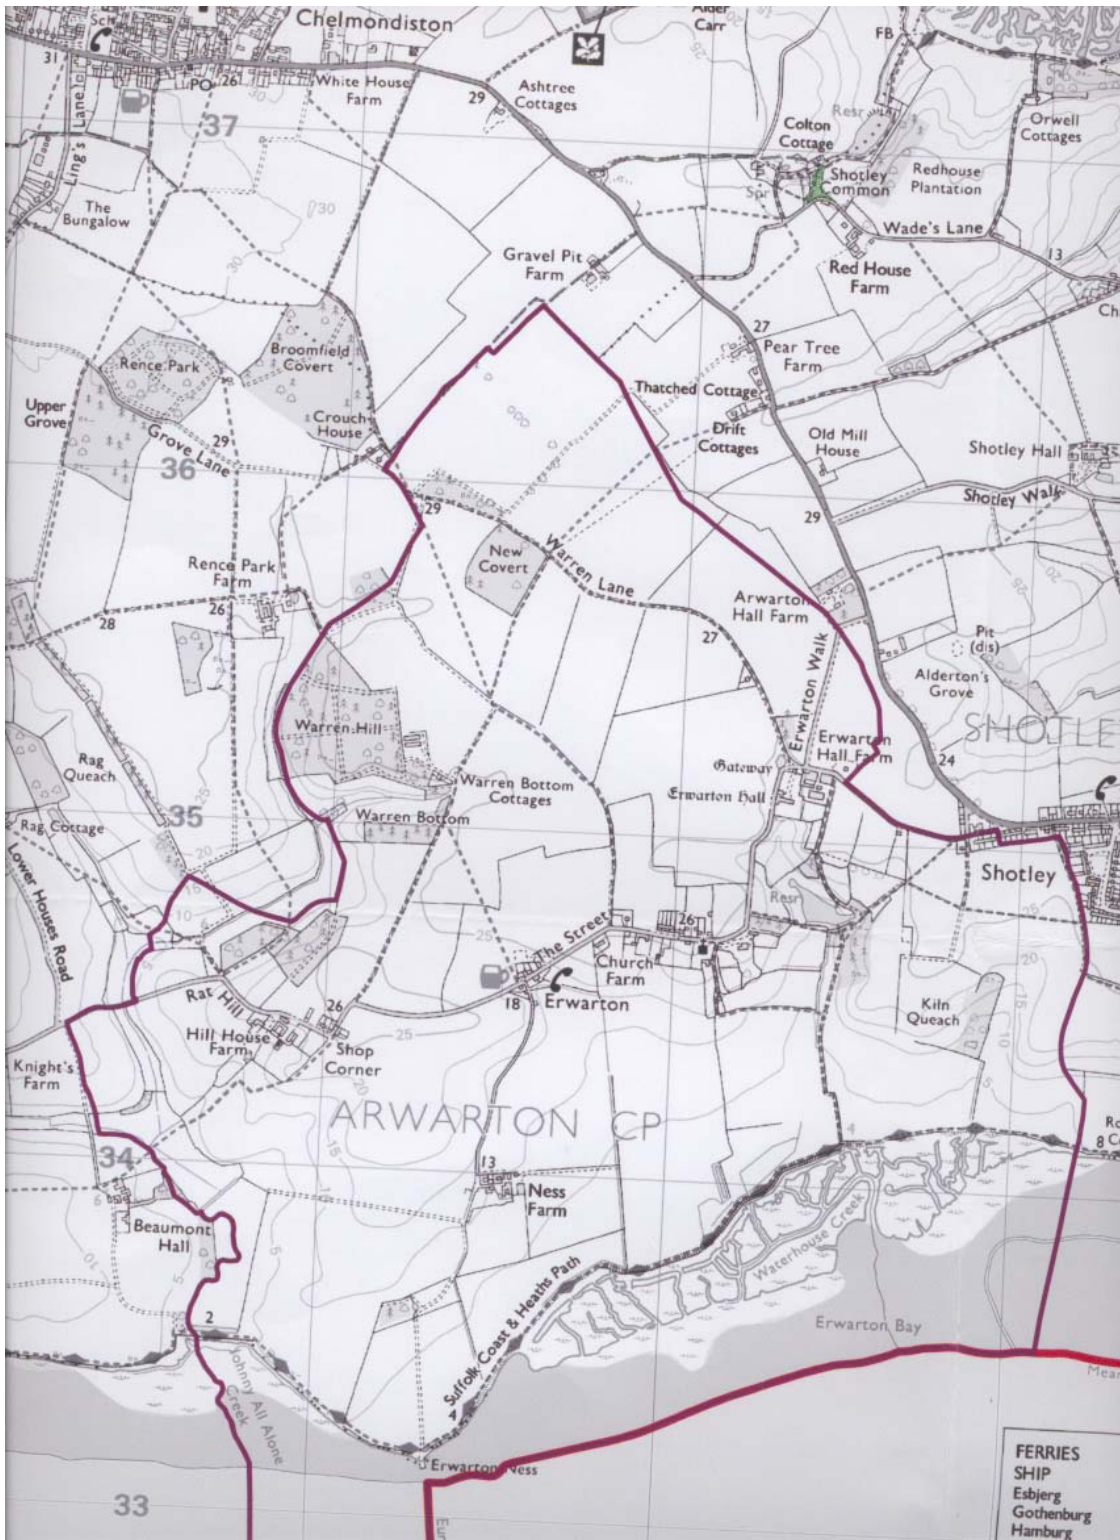 Chelmondiston
Alder
Carr
FB
Sch
31
PO
26
White House
Farm
29
Ashtree
Cottages
Resr
Orwell
Cottages
37
Ling's Lane
Colton
Cottage
Shotley
Common
Spr
Redhouse
Plantation
The
Bungalow
30
30
25
Wade's Lane
13
Gravel Pit
Farm
Red House
Farm
27
Pear Tree
Farm
Broomfield
Covert
Rence Park
Thatched Cottage
Upper
Grove
Crouch
House
Grove Lane
29
Drift
Cottages
Old Mill
House
Shotley Hall
36
Shotley Walk
29
29
New
Covert
Warren Lane
Rence Park
Farm
26
28
Arwarton
Hall Farm
27
Pit
(dis)
Alderton's
Grove
Erwarton Walk
Warren Hill
Erwarton
Hall Farm
SHOTLE
24
Rag
Queach
Gateway
Warren Bottom
Cottages
Erwarton Hall
35
Rag Cottage
Warren Bottom
Shotley
Lower Houses Road
Resr
26
The Street
Church
Farm
Rat Hill
18
Erwarton
26
Kiln
Queach
Hill House
Farm
Shop
Corner
Knight's
Farm
ARWARTON CP
34
4
8
13
Ness
Farm
6
Beaumont
Hall
Waterhouse Creek
Suffolk Coast & Heaths Path
Erwarton Bay
2
Johnny All Alone
Creek
4
Erwarton Ness
33
FERRIES
SHIP
Esbjerg
Gothenburg
Hamburg